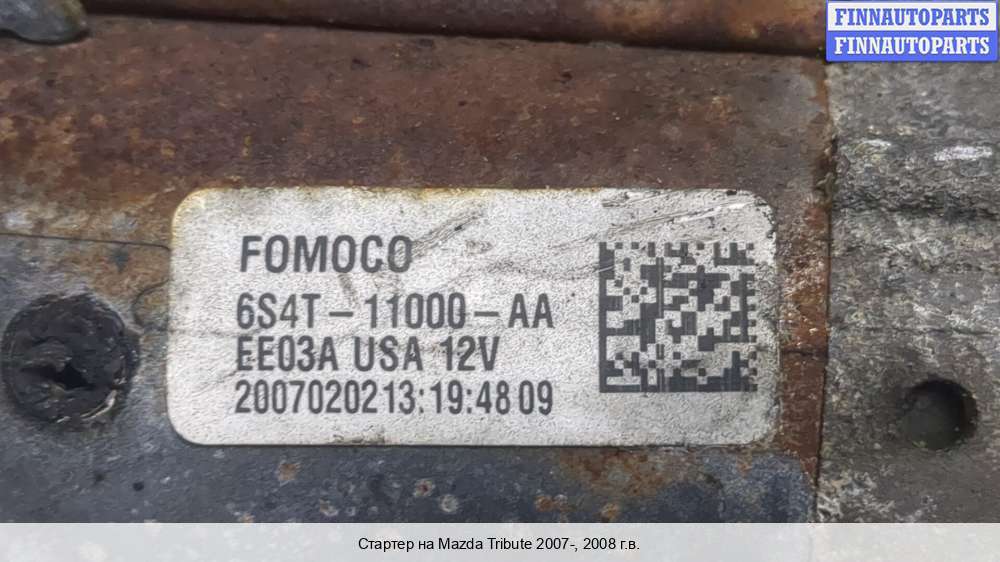 FINNAUTOPARTS
FINNAUTOPARTS
FOMOCO
6S4T-11000-AA
EE03A USA 12V
2007020213:19:48 09
Стартер на Mazda Tribute 2007-, 2008 г.в.